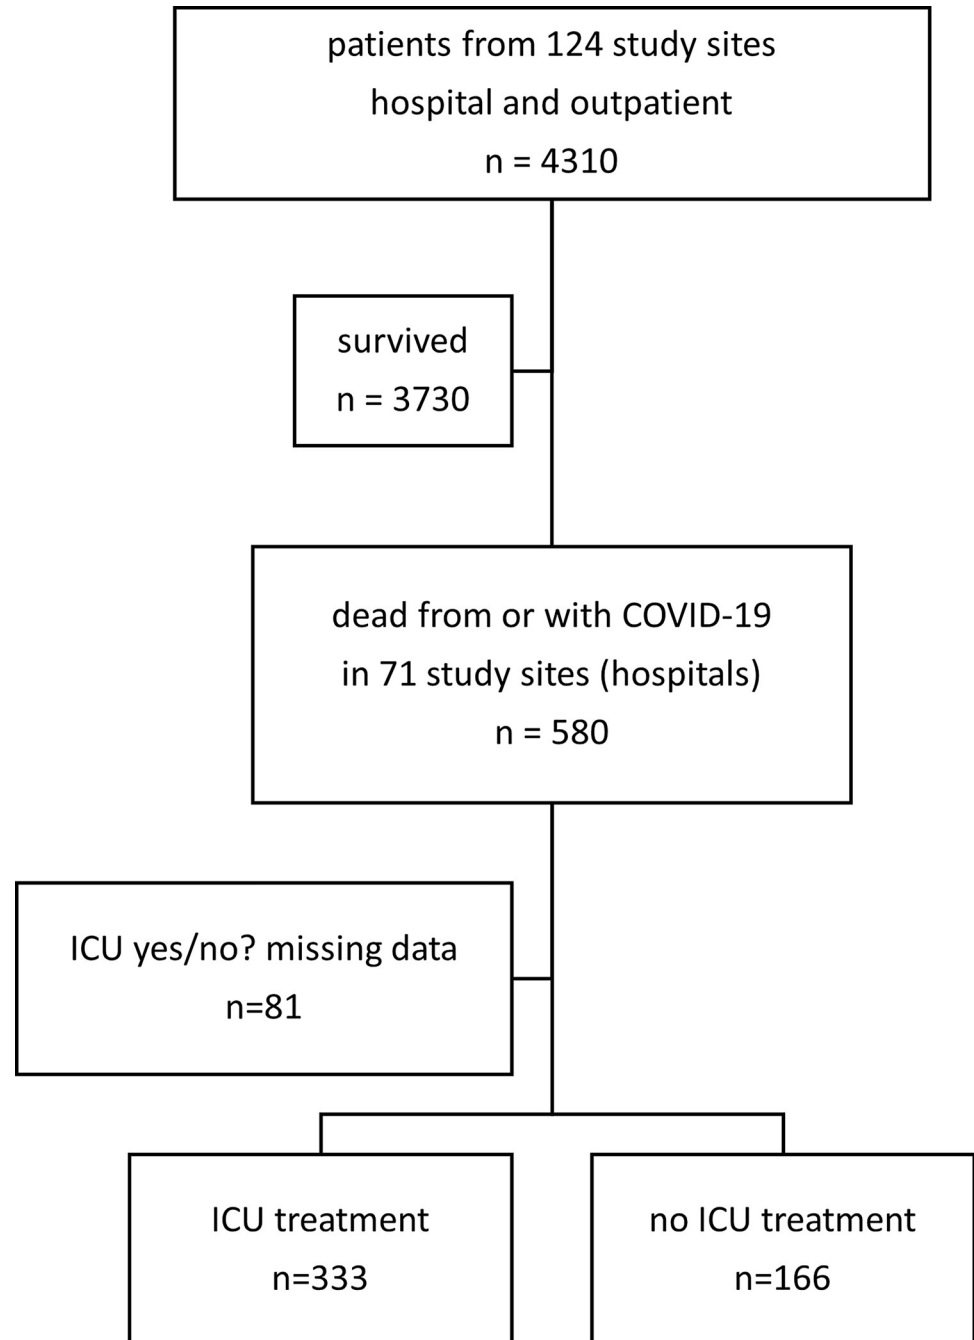 patients from 124 study sites
hospital and outpatient
n = 4310
survived
n = 3730
dead from or with COVID-19
in 71 study sites (hospitals)
n = 580
ICU yes/no? missing data
n=81
ICU treatment
n=333
no ICU treatment
n=166